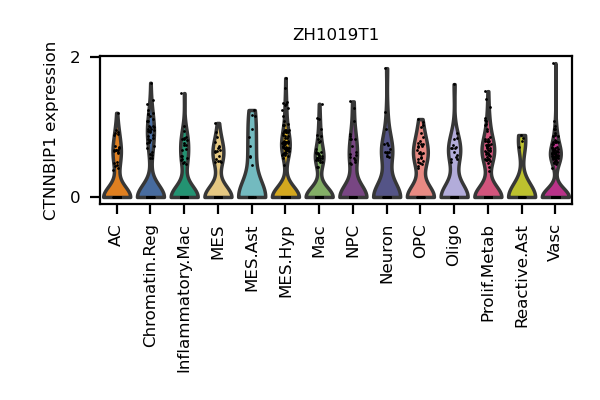 ZH1019T1
CTNNBIP1 expression
2
0
AC
Chromatin.Reg
Inflammatory.Mac
MES
MES.Ast
MES.Hyp
Mac
NPC
Neuron
OPC
Oligo
Prolif.Metab
Reactive.Ast
Vasc